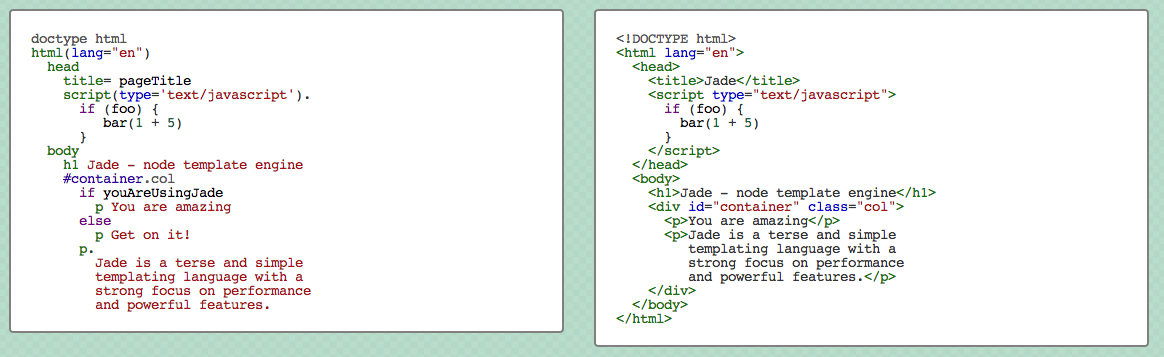 doctype html
html(lang="en")
  head
    title= pageTitle
    script(type='text/javascript').
      if (foo) {
         bar(1 + 5)
      }
  body
    h1 Jade - node template engine
    #container.col
      if youAreUsingJade
        p You are amazing
      else
        p Get on it!
      p.
        Jade is a terse and simple
        templating language with a
        strong focus on performance
        and powerful features.
<!DOCTYPE html>
<html lang="en">
  <head>
    <title>Jade</title>
    <script type="text/javascript">
      if (foo) {
        bar(1 + 5)
      }
    </script>
  </head>
  <body>
    <h1>Jade - node template engine</h1>
    <div id="container" class="col">
      <p>You are amazing</p>
      <p>Jade is a terse and simple
         templating language with a
         strong focus on performance
         and powerful features.</p>
    </div>
  </body>
</html>